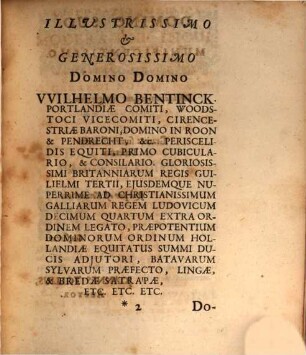 ILLUSTRISSIMO
&
GENEROSISSIMO
DOMINO DOMINO
VVILHELMO BENTINCK
PORTLANDIÆ COMITI, WOODS-
TOCI VICECOMITI, CIRENCE-
STRIÆ BARONI, DOMINO IN ROON
& PENDRECHT, &c. PERISCELI-
DIS EQUITI, PRIMO CUBICULA-
RIO, & CONSILARIO. GLORIOSIS-
SIMI BRITANNIARUM REGIS GUI-
LIELMI TERTII, EJUSDEMQUE NU-
PERRIME AD CHRISTIANISSIMUM
GALLIARUM REGEM LUDOVICUM
DECIMUM QUARTUM EXTRA OR-
DINEM LEGATO, PRÆPOTENTIUM
DOMINORUM ORDINUM HOL-
LANDIÆ EQUITATUS SUMMI DU-
CIS ADJUTORI, BATAVARUM
SYLVARUM PRÆFECTO, LINGÆ,
& BREDÆ SATRAPÆ,
ETC. ETC. ETC.
* 2 Do-